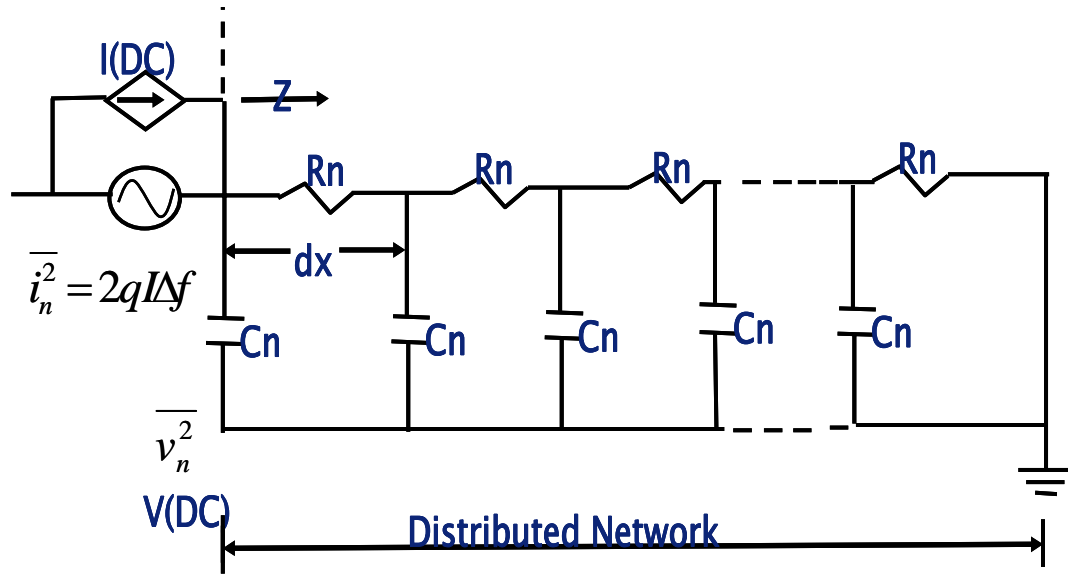 I(DC)
Z
Rn Rn Rn Rn
dx
$\overline{i_n^2} = 2qI\Delta f$
Cn Cn Cn Cn Cn
$\overline{v_n^2}$
V(DC)
Distributed Network